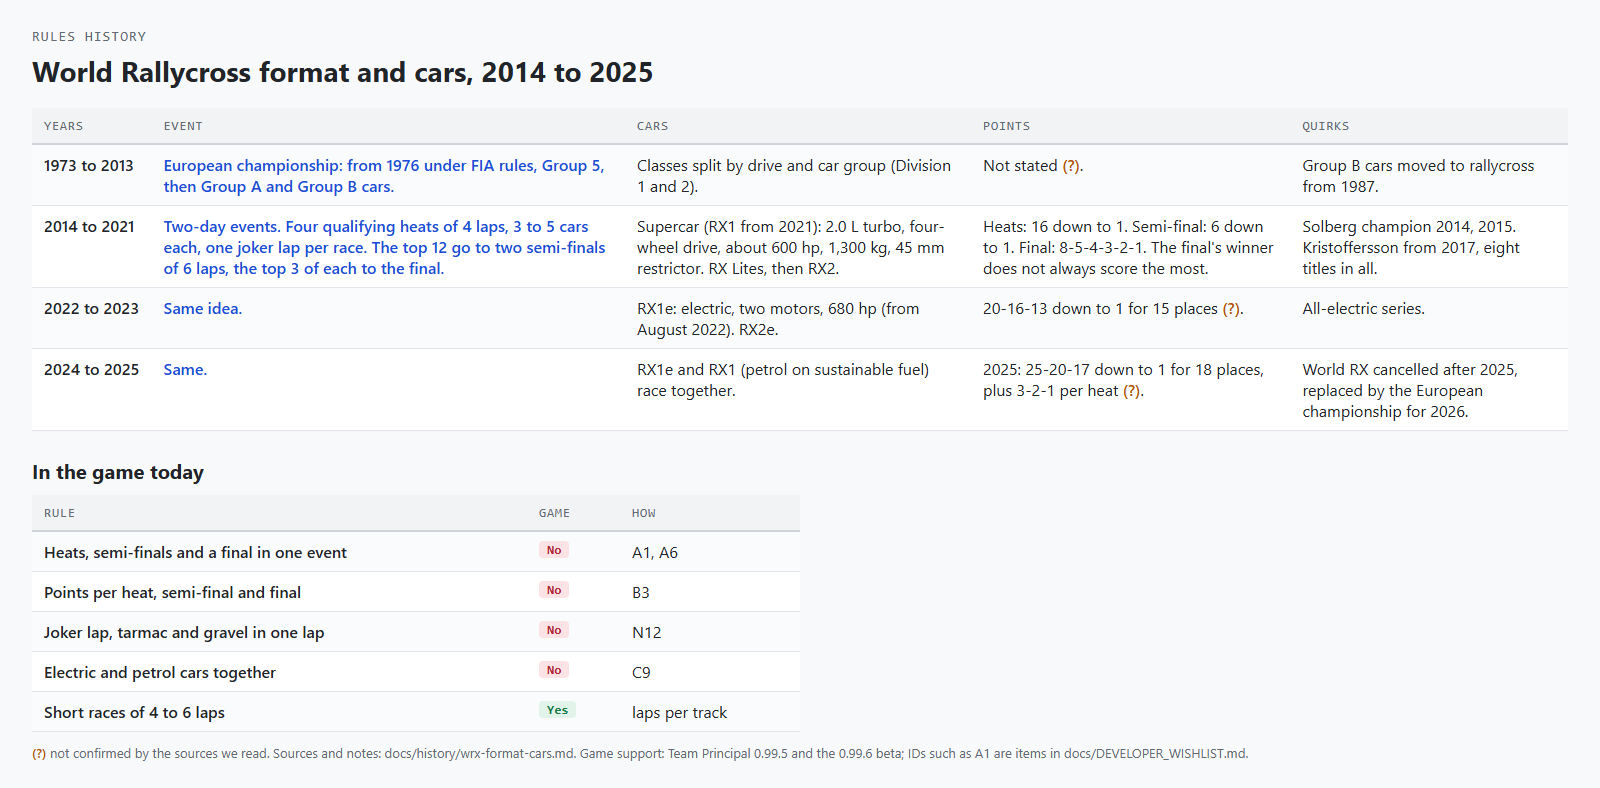 RULES HISTORY
World Rallycross format and cars, 2014 to 2025
YEARS EVENT CARS POINTS QUIRKS
1973 to 2013
European championship: from 1976 under FIA rules, Group 5,
then Group A and Group B cars.
Classes split by drive and car group (Division
1 and 2).
Not stated (?).
Group B cars moved to rallycross
from 1987.
2014 to 2021
Two-day events. Four qualifying heats of 4 laps, 3 to 5 cars
each, one joker lap per race. The top 12 go to two semi-finals
of 6 laps, the top 3 of each to the final.
Supercar (RX1 from 2021): 2.0 L turbo, four-
wheel drive, about 600 hp, 1,300 kg, 45 mm
restrictor. RX Lites, then RX2.
Heats: 16 down to 1. Semi-final: 6 down
to 1. Final: 8-5-4-3-2-1. The final's winner
does not always score the most.
Solberg champion 2014, 2015.
Kristoffersson from 2017, eight
titles in all.
2022 to 2023
Same idea.
RX1e: electric, two motors, 680 hp (from
August 2022). RX2e.
20-16-13 down to 1 for 15 places (?).
All-electric series.
2024 to 2025
Same.
RX1e and RX1 (petrol on sustainable fuel)
race together.
2025: 25-20-17 down to 1 for 18 places,
plus 3-2-1 per heat (?).
World RX cancelled after 2025,
replaced by the European
championship for 2026.
In the game today
RULE GAME HOW
Heats, semi-finals and a final in one event No A1, A6
Points per heat, semi-final and final No B3
Joker lap, tarmac and gravel in one lap No N12
Electric and petrol cars together No C9
Short races of 4 to 6 laps Yes laps per track
(?) not confirmed by the sources we read. Sources and notes: docs/history/wrx-format-cars.md. Game support: Team Principal 0.99.5 and the 0.99.6 beta; IDs such as A1 are items in docs/DEVELOPER_WISHLIST.md.